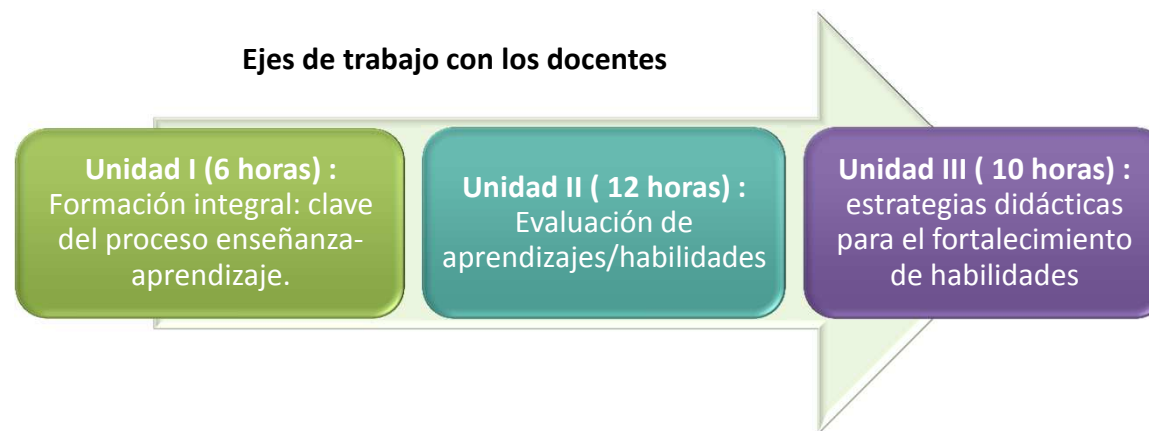 Ejes de trabajo con los docentes
Unidad I (6 horas) :
Formación integral: clave
del proceso enseñanza-
aprendizaje.
Unidad II ( 12 horas) :
Evaluación de
aprendizajes/habilidades
Unidad III ( 10 horas) :
estrategias didácticas
para el fortalecimiento
de habilidades